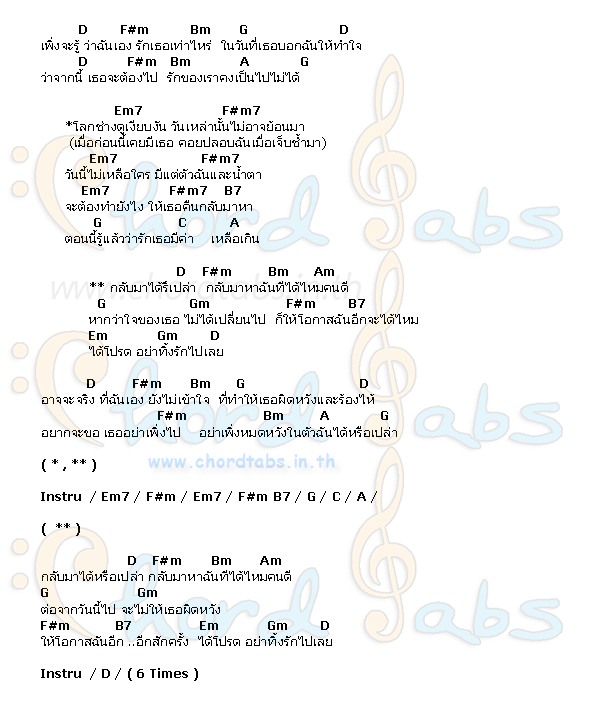 D F#m Bm G D
เพิ่งจะรู้ ว่าฉันเอง รักเธอเท่าไหร่ ในวันที่เธอบอกฉันให้ทำใจ
D F#m Bm A G
ว่าจากนี้ เธอจะต้องไป รักของเราคงเป็นไปไม่ได้
Em7 F#m7
*โลกช่างดูเงียบงัน วันเหล่านั้นไม่อาจย้อนมา
(เมื่อก่อนนี้เคยมีเธอ คอยปลอบฉันเมื่อเจ็บช้ำมา)
Em7 F#m7
วันนี้ไม่เหลือใคร มีแต่ตัวฉันและน้ำตา
Em7 F#m7 B7
จะต้องทำยังไง ให้เธอคืนกลับมาหา
G C A
ตอนนี้รู้แล้วว่ารักเธอมีค่า เหลือเกิน
D F#m Bm Am
** กลับมาได้รึเปล่า กลับมาหาฉันที่ได้ไหมคนดี
G Gm F#m B7
หากว่าใจของเธอ ไม่ได้เปลี่ยนไป ก็ให้โอกาสฉันอีกจะได้ไหม
Em Gm D
ได้โปรด อย่าทิ้งรักไปเลย
D F#m Bm G D
อาจจะจริง ที่ฉันเอง ยังไม่เข้าใจ ที่ทำให้เธอผิดหวังและร้องไห้
F#m Bm A G
อยากจะขอ เธออย่าเพิ่งไป อย่าเพิ่งหมดหวังในตัวฉันได้หรือเปล่า
( * , ** )
www.chordtabs.in.th
Instru / Em7 / F#m / Em7 / F#m B7 / G / C / A /
( ** )
D F#m Bm Am
กลับมาได้หรือเปล่า กลับมาหาฉันที่ได้ไหมคนดี
G Gm
ต่อจากวันนี้ไป จะไม่ให้เธอผิดหวัง
F#m B7 Em Gm D
ให้โอกาสฉันอีก ..อีกสักครั้ง ได้โปรด อย่าทิ้งรักไปเลย
Instru / D / ( 6 Times )